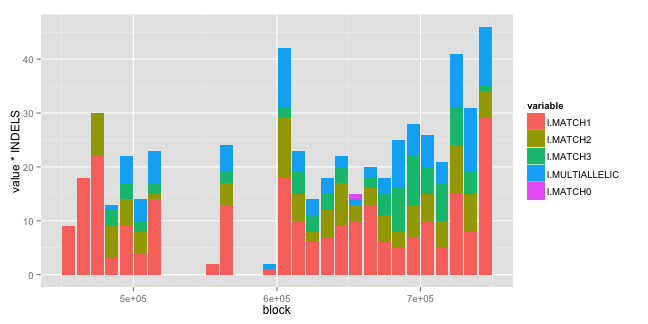 value * INDELS
40
30
20
10
0
5e+05
6e+05
7e+05
block
variable
I.MATCH1
I.MATCH2
I.MATCH3
I.MULTIALLELIC
I.MATCH0